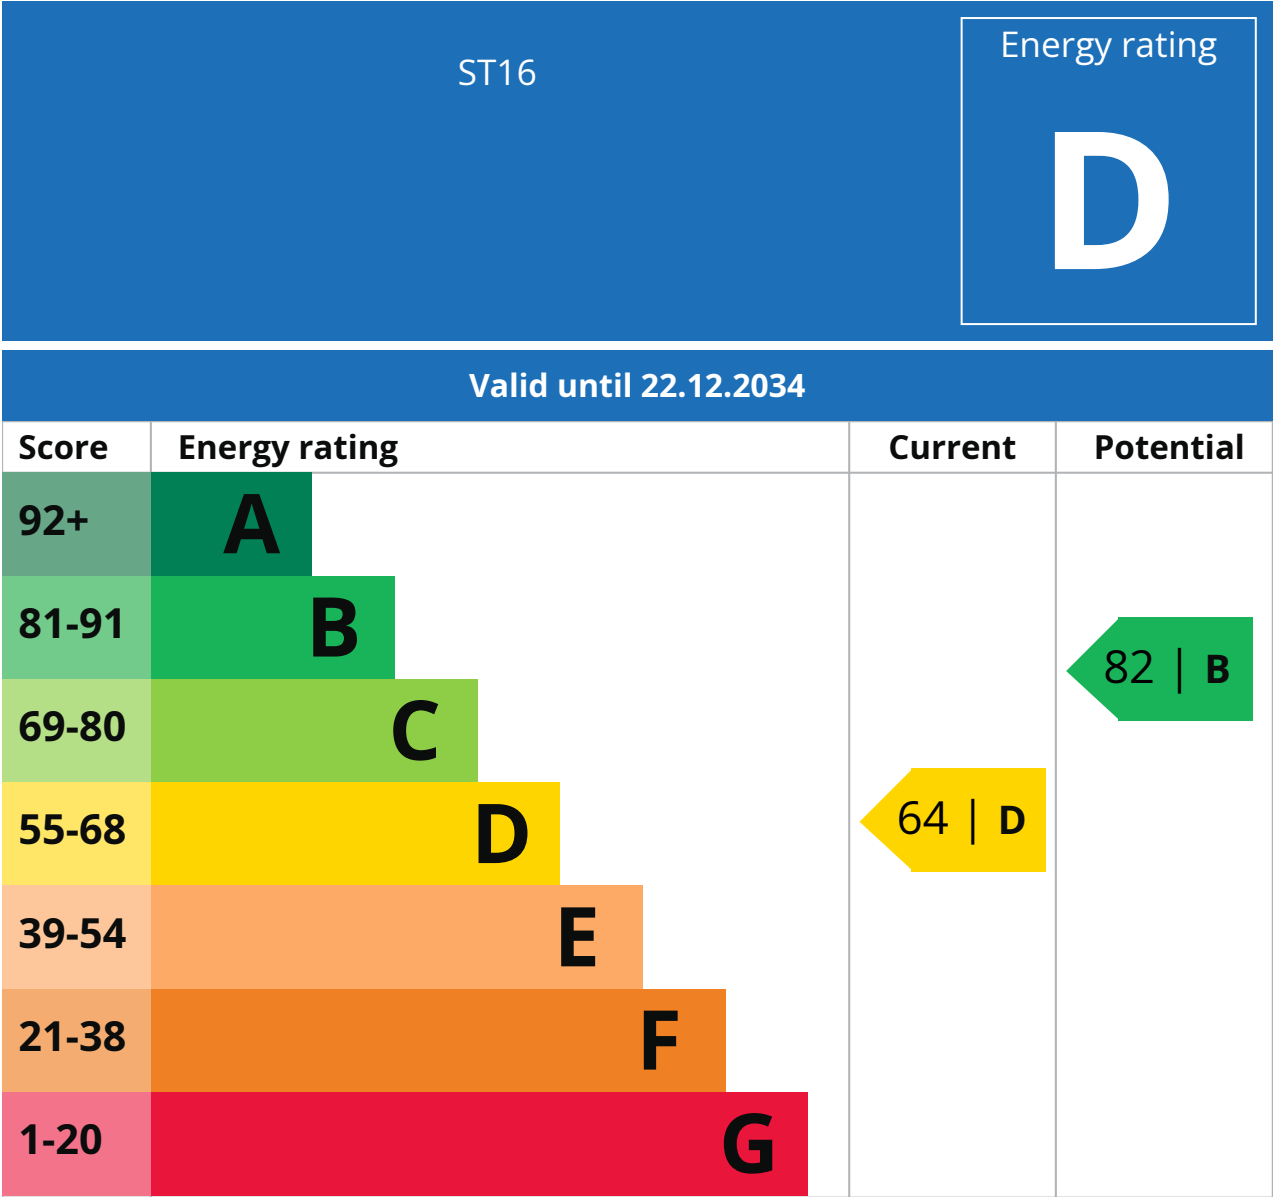 ST16
Energy rating
D
Valid until 22.12.2034
Score Energy rating Current Potential
92+ A
81-91 B
82 | B
69-80 C
55-68 D
64 | D
39-54 E
21-38 F
1-20 G